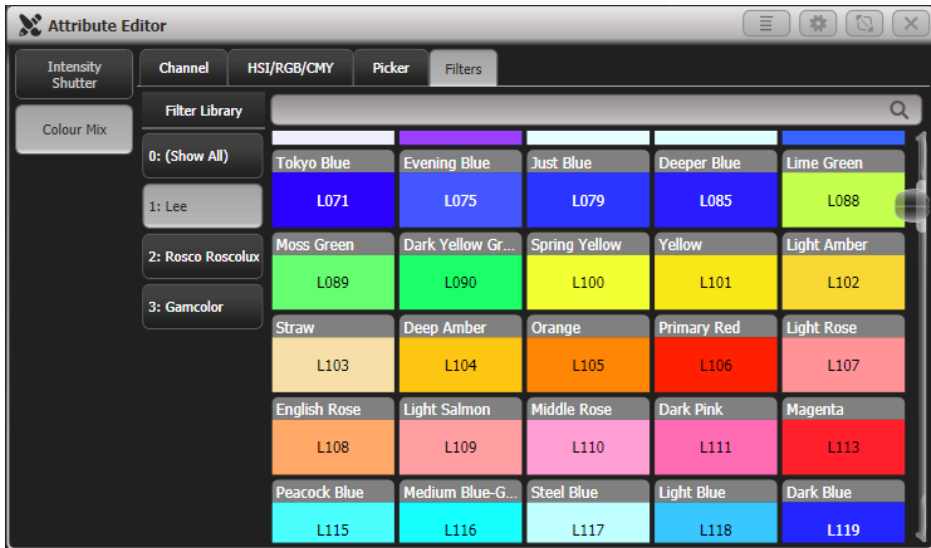 Attribute Editor
Intensity
Shutter
Colour Mix
Channel
HSI/RGB/CMY
Picker
Filters
Filter Library
0: (Show All)
1: Lee
2: Rosco Roscolux
3: Gamcolor
Tokyo Blue
Evening Blue
Just Blue
Deeper Blue
Lime Green
L071
L075
L079
L085
L088
Moss Green
Dark Yellow Gr...
Spring Yellow
Yellow
Light Amber
L089
L090
L100
L101
L102
Straw
Deep Amber
Orange
Primary Red
Light Rose
L103
L104
L105
L106
L107
English Rose
Light Salmon
Middle Rose
Dark Pink
Magenta
L108
L109
L110
L111
L113
Peacock Blue
Medium Blue-G...
Steel Blue
Light Blue
Dark Blue
L115
L116
L117
L118
L119